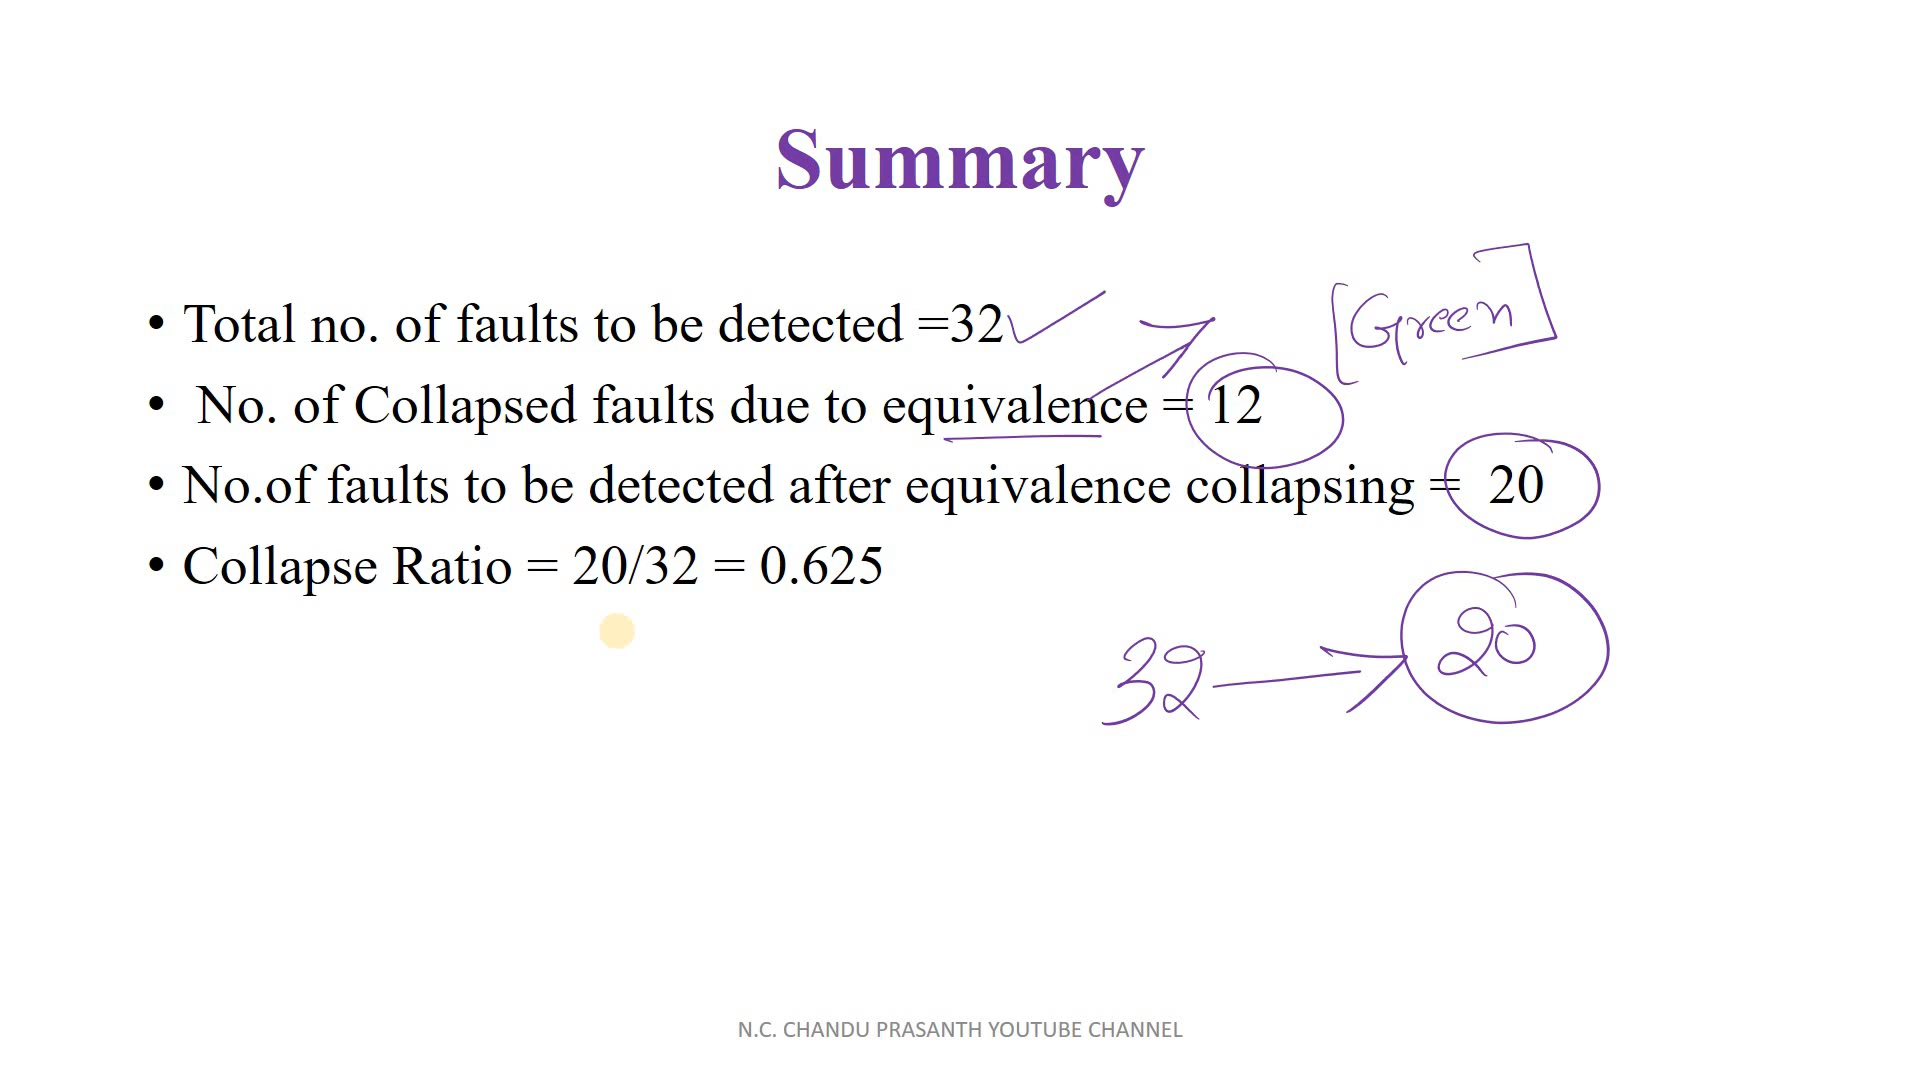 Summary
[Green]
• Total no. of faults to be detected =32
• No. of Collapsed faults due to equivalence = 12
• No.of faults to be detected after equivalence collapsing = 20
• Collapse Ratio = 20/32 = 0.625
32 → 20
N.C. CHANDU PRASANTH YOUTUBE CHANNEL